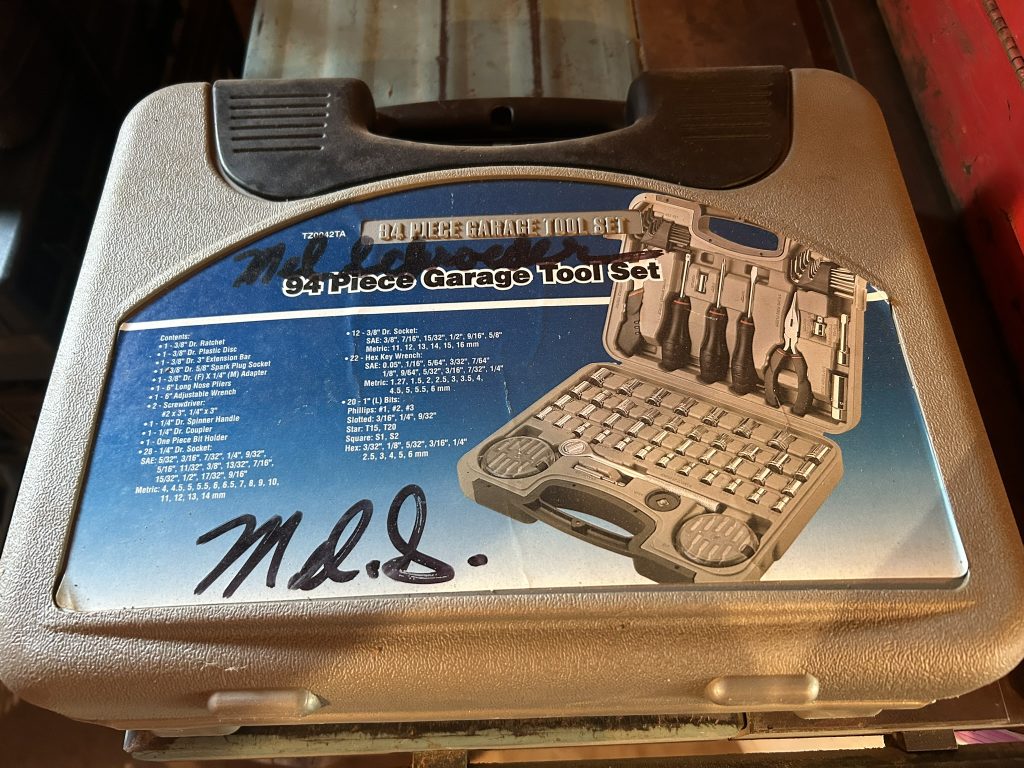 94 PIECE GARAGE TOOL SET
TZ0942TA
Mel Schroeder
94 Piece Garage Tool Set
Contents:
• 1 - 3/8" Dr. Ratchet
• 1 - 3/8" Dr. Plastic Disc
• 1 - 3/8" Dr. 3" Extension Bar
• 1 - 3/8" Dr. 5/8" Spark Plug Socket
• 1 - 3/8" Dr. (F) X 1/4" (M) Adapter
• 1 - 6" Long Nose Pliers
• 1 - 6" Adjustable Wrench
• 2 - Screwdriver:
#2 x 3", 1/4" x 3"
• 1 - 1/4" Dr. Spinner Handle
• 1 - 1/4" Dr. Coupler
• 1 - One Piece Bit Holder
• 28 - 1/4" Dr. Socket:
SAE: 5/32", 3/16", 7/32", 1/4", 9/32",
5/16", 11/32", 3/8", 13/32", 7/16",
15/32", 1/2", 17/32", 9/16"
Metric: 4, 4.5, 5, 5.5, 6, 6.5, 7, 8, 9, 10,
11, 12, 13, 14 mm
• 12 - 3/8" Dr. Socket:
SAE: 3/8", 7/16", 15/32", 1/2", 9/16", 5/8"
Metric: 11, 12, 13, 14, 15, 16 mm
• 22 - Hex Key Wrench:
SAE: 0.05", 1/16", 5/64", 3/32", 7/64"
1/8", 9/64", 5/32", 3/16", 7/32", 1/4"
Metric: 1.27, 1.5, 2, 2.5, 3, 3.5, 4,
4.5, 5, 5.5, 6 mm
• 20 - 1" (L) Bits:
Phillips: #1, #2, #3
Slotted: 3/16", 1/4", 9/32"
Star: T15, T20
Square: S1, S2
Hex: 3/32", 1/8", 5/32", 3/16", 1/4"
2.5, 3, 4, 5, 6 mm